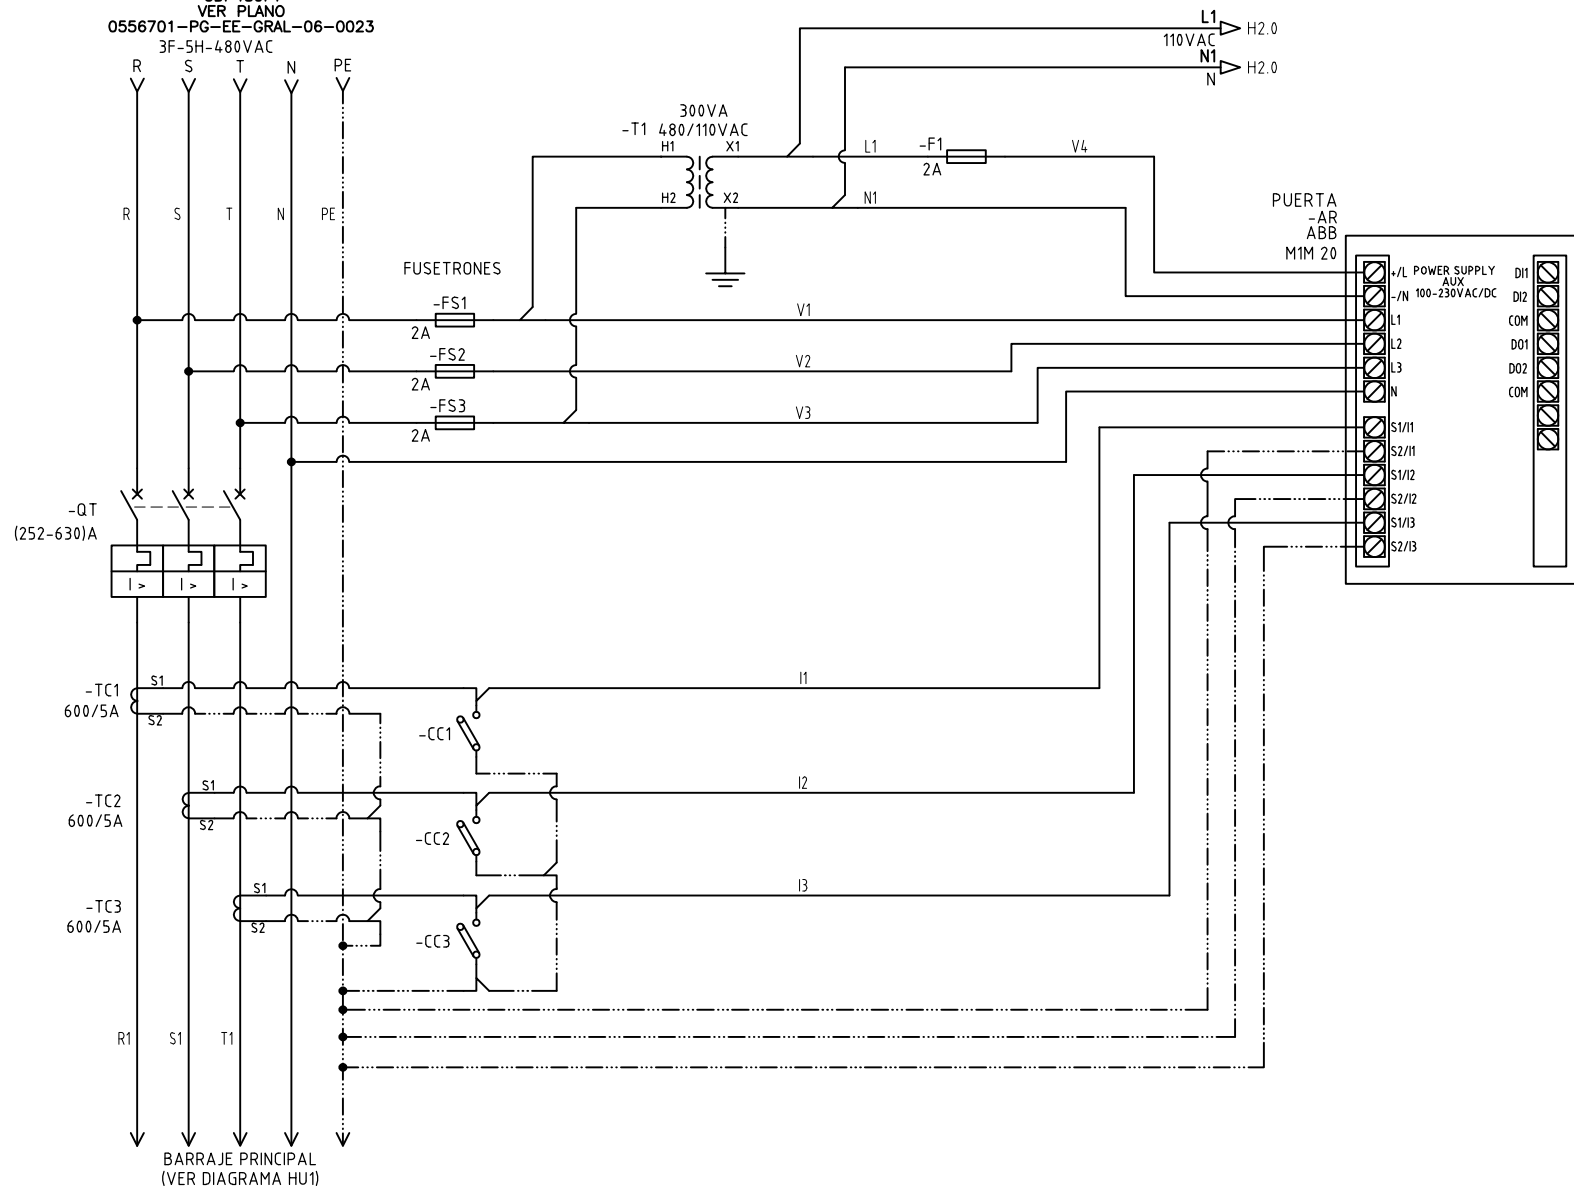 VER PLANO
0556701-PG-EE-GRAL-06-0023
3F-5H-480VAC
R S T N PE
L1
110VAC
H2.0
N1
N
H2.0
300VA
-T1 480/110VAC
H1 X1
H2 X2
L1
-F1
2A
V4
N1
R S T N PE
PUERTA
-AR
ABB
M1M 20
FUSETRONES
-FS1
2A
V1
-FS2
2A
V2
-FS3
2A
V3
+/L
-/N
L1
L2
L3
N
S1/I1
S2/I1
S1/I2
S2/I2
S1/I3
S2/I3
POWER SUPPLY
AUX
100-230VAC/DC
DI1
DI2
COM
DO1
DO2
COM
-QT
(252-630)A
I >
I >
I >
-TC1
600/5A
S1
S2
-CC1
I1
-TC2
600/5A
S1
S2
-CC2
I2
-TC3
600/5A
S1
S2
-CC3
I3
R1 S1 T1
BARRAJE PRINCIPAL
(VER DIAGRAMA HU1)